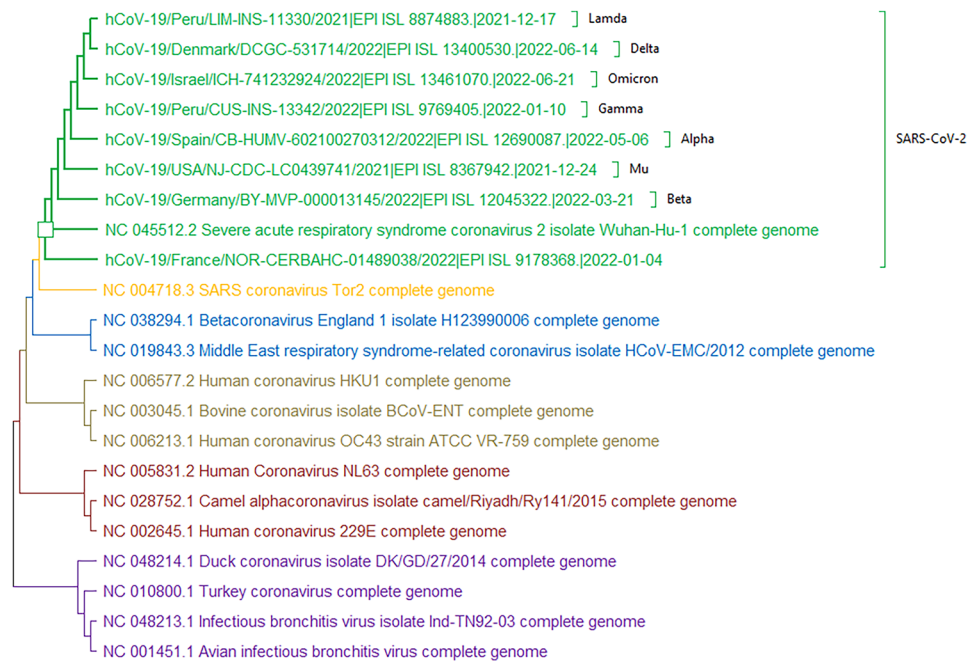 hCoV-19/Peru/LIM-INS-11330/2021|EPI ISL 8874883.|2021-12-17 Lamda
hCoV-19/Denmark/DCGC-531714/2022|EPI ISL 13400530.|2022-06-14 Delta
hCoV-19/Israel/ICH-741232924/2022|EPI ISL 13461070.|2022-06-21 Omicron
hCoV-19/Peru/CUS-INS-13342/2022|EPI ISL 9769405.|2022-01-10 Gamma
hCoV-19/Spain/CB-HUMV-602100270312/2022|EPI ISL 12690087.|2022-05-06 Alpha
SARS-CoV-2
hCoV-19/USA/NJ-CDC-LC0439741/2021|EPI ISL 8367942.|2021-12-24 Mu
hCoV-19/Germany/BY-MVP-000013145/2022|EPI ISL 12045322.|2022-03-21 Beta
NC 045512.2 Severe acute respiratory syndrome coronavirus 2 isolate Wuhan-Hu-1 complete genome
hCoV-19/France/NOR-CERBAHC-01489038/2022|EPI ISL 9178368.|2022-01-04
NC 004718.3 SARS coronavirus Tor2 complete genome
NC 038294.1 Betacoronavirus England 1 isolate H123990006 complete genome
NC 019843.3 Middle East respiratory syndrome-related coronavirus isolate HCoV-EMC/2012 complete genome
NC 006577.2 Human coronavirus HKU1 complete genome
NC 003045.1 Bovine coronavirus isolate BCoV-ENT complete genome
NC 006213.1 Human coronavirus OC43 strain ATCC VR-759 complete genome
NC 005831.2 Human Coronavirus NL63 complete genome
NC 028752.1 Camel alphacoronavirus isolate camel/Riyadh/Ry141/2015 complete genome
NC 002645.1 Human coronavirus 229E complete genome
NC 048214.1 Duck coronavirus isolate DK/GD/27/2014 complete genome
NC 010800.1 Turkey coronavirus complete genome
NC 048213.1 Infectious bronchitis virus isolate Ind-TN92-03 complete genome
NC 001451.1 Avian infectious bronchitis virus complete genome